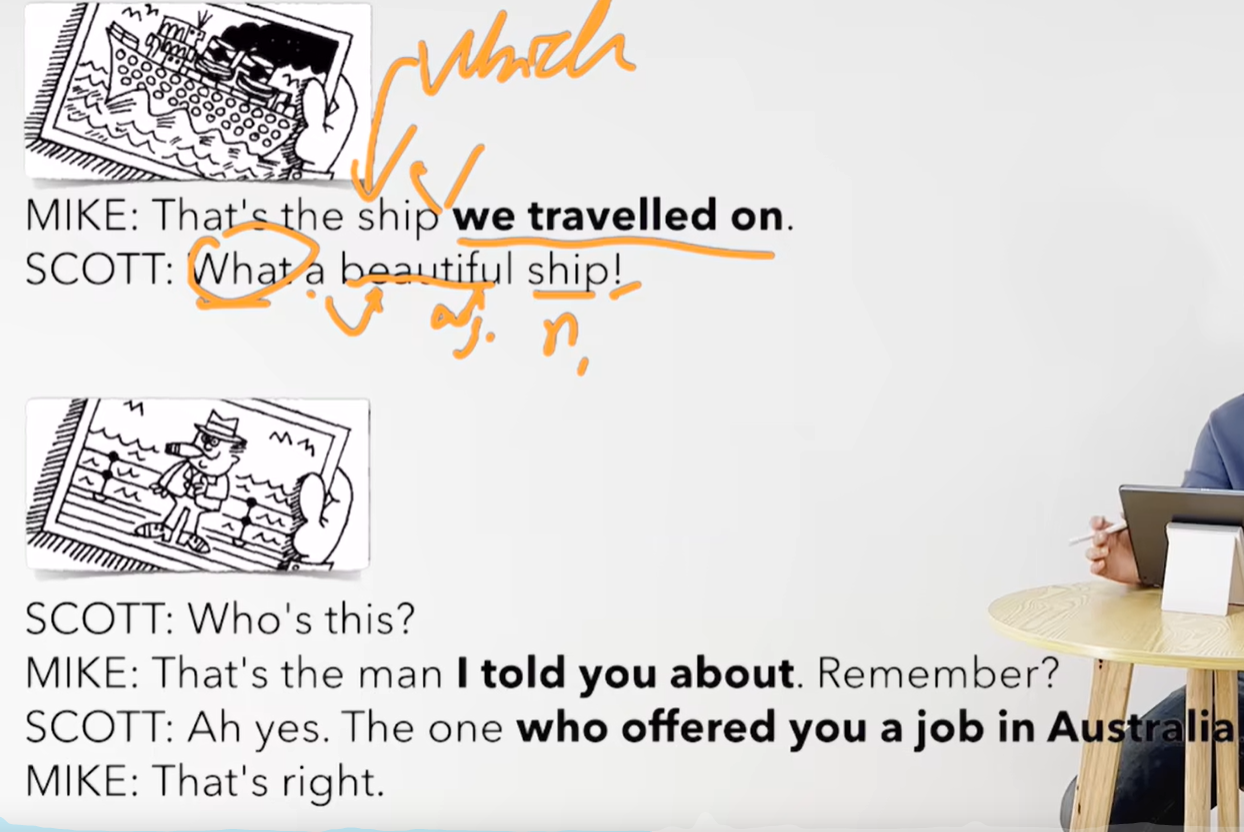 which
MIKE: That's the ship we travelled on.
SCOTT: What a beautiful ship!
adj. n.
SCOTT: Who's this?
MIKE: That's the man I told you about. Remember?
SCOTT: Ah yes. The one who offered you a job in Australia
MIKE: That's right.